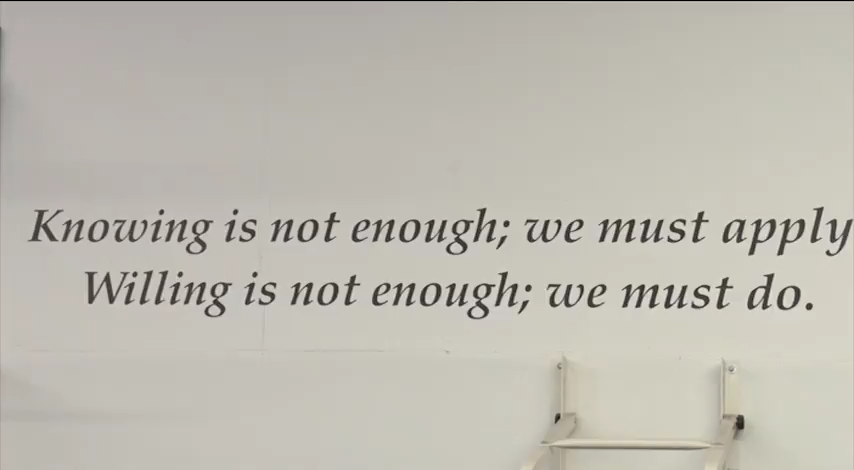 Knowing is not enough; we must apply
Willing is not enough; we must do.